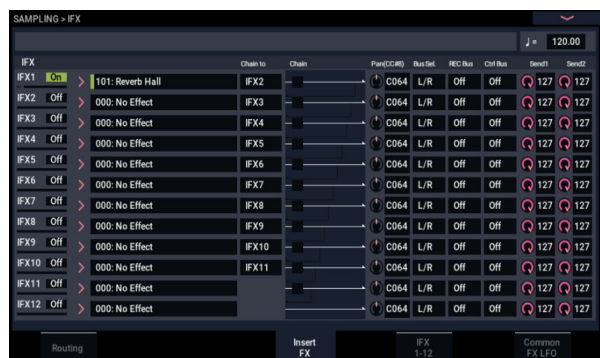 SAMPLING > IFX
♩ = 120.00
IFX Chain to Chain Pan(CC#8) Bus Sel. REC Bus Ctrl Bus Send1 Send2
IFX1 On 101: Reverb Hall IFX2 C064 L/R Off Off 127 127
IFX2 Off 000: No Effect IFX3 C064 L/R Off Off 127 127
IFX3 Off 000: No Effect IFX4 C064 L/R Off Off 127 127
IFX4 Off 000: No Effect IFX5 C064 L/R Off Off 127 127
IFX5 Off 000: No Effect IFX6 C064 L/R Off Off 127 127
IFX6 Off 000: No Effect IFX7 C064 L/R Off Off 127 127
IFX7 Off 000: No Effect IFX8 C064 L/R Off Off 127 127
IFX8 Off 000: No Effect IFX9 C064 L/R Off Off 127 127
IFX9 Off 000: No Effect IFX10 C064 L/R Off Off 127 127
IFX10 Off 000: No Effect IFX11 C064 L/R Off Off 127 127
IFX11 Off 000: No Effect C064 L/R Off Off 127 127
IFX12 Off 000: No Effect C064 L/R Off Off 127 127
Routing Insert FX IFX 1-12 Common FX LFO